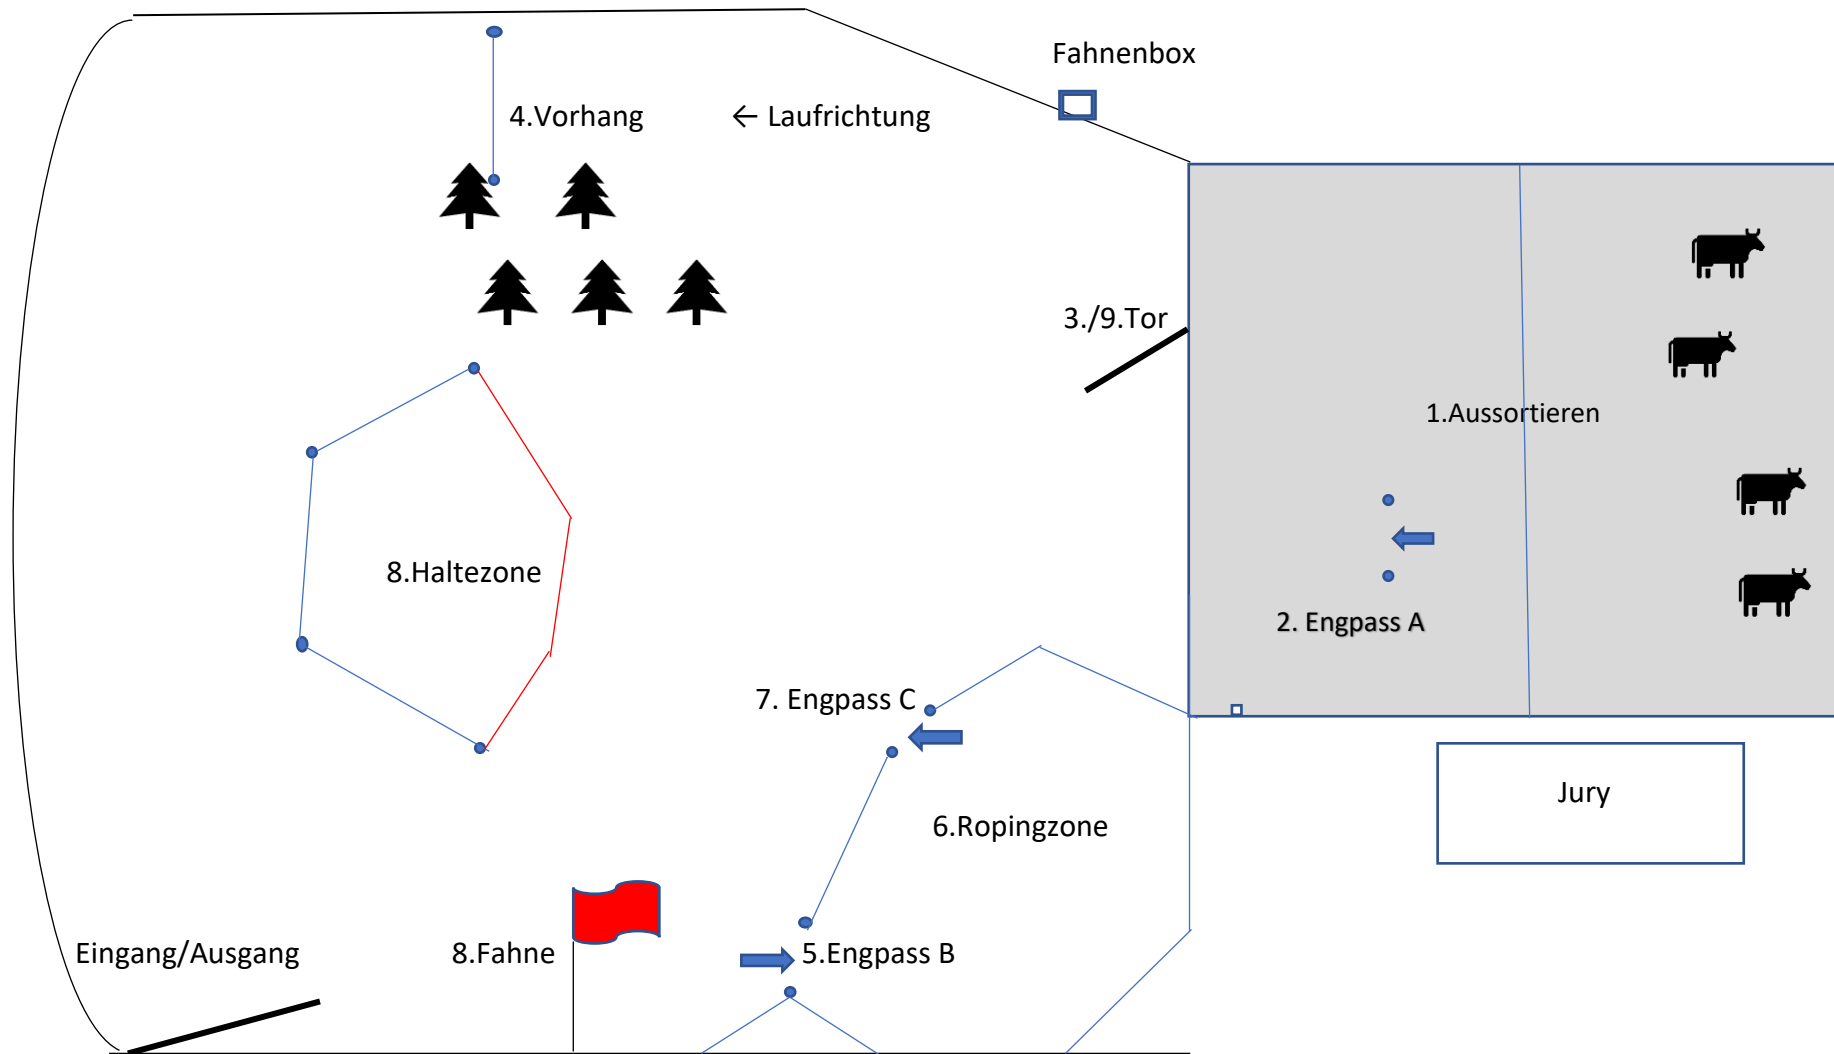 Fahnenbox
4.Vorhang
← Laufrichtung
3./9.Tor
1.Aussortieren
8.Haltezone
2. Engpass A
7. Engpass C
Jury
6.Ropingzone
Eingang/Ausgang
8.Fahne
5.Engpass B